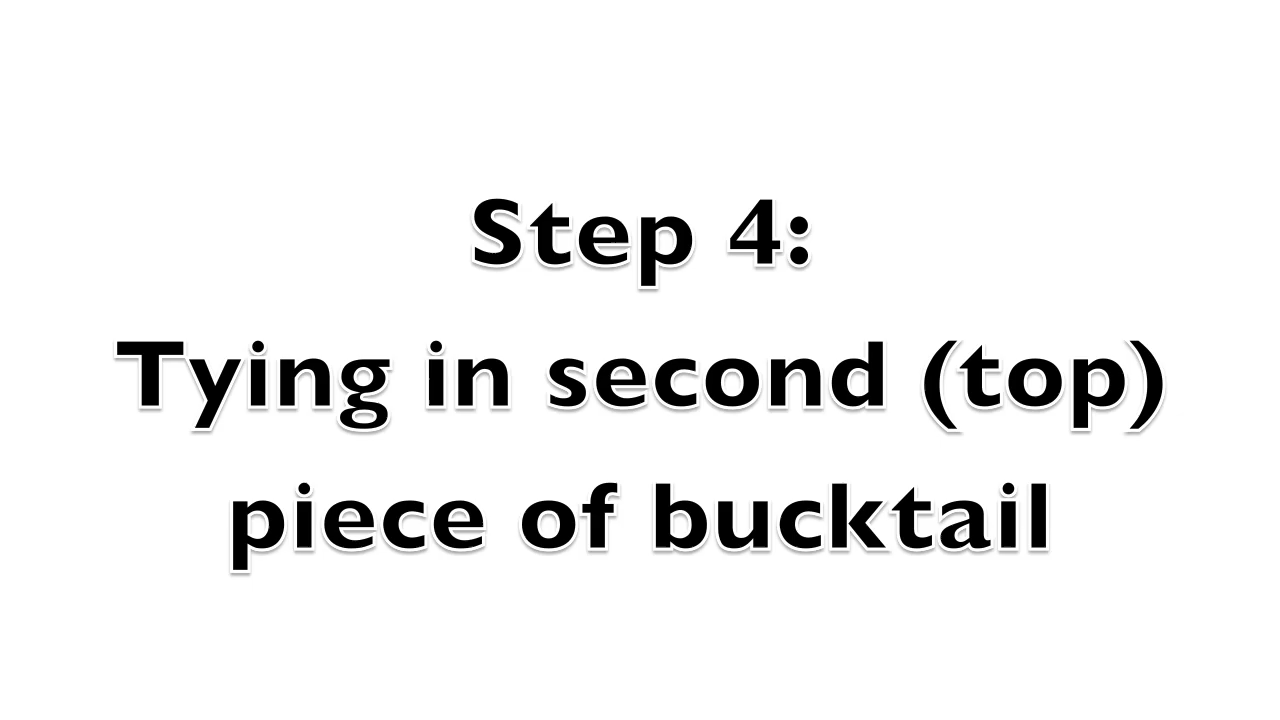 Step 4:
Tying in second (top)
piece of bucktail